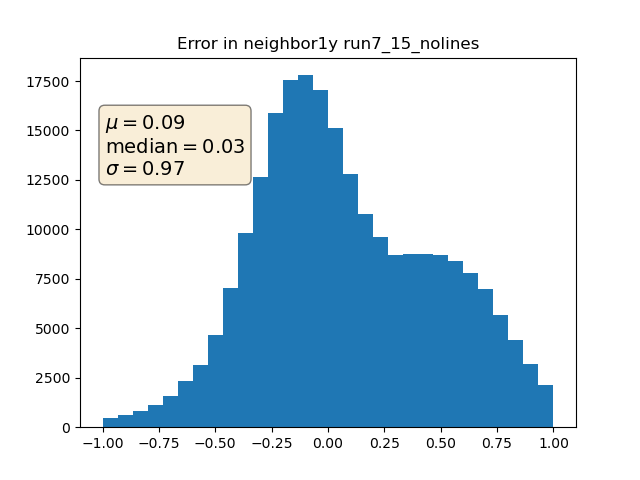 Error in neighbor1y run7_15_nolines
17500
15000
12500
10000
7500
5000
2500
0
μ = 0.09
median = 0.03
σ = 0.97
−1.00 −0.75 −0.50 −0.25 0.00 0.25 0.50 0.75 1.00